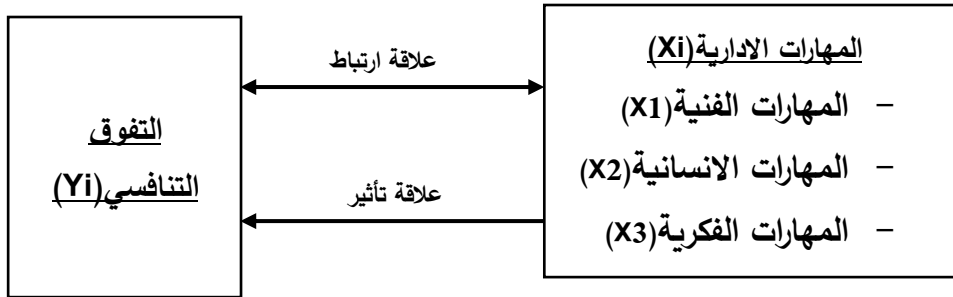 المهارات الادارية(Xi)
– المهارات الفنية(X1)
– المهارات الانسانية(X2)
– المهارات الفكرية(X3)
علاقة ارتباط
علاقة تأثير
التفوق
التنافسي(Yi)